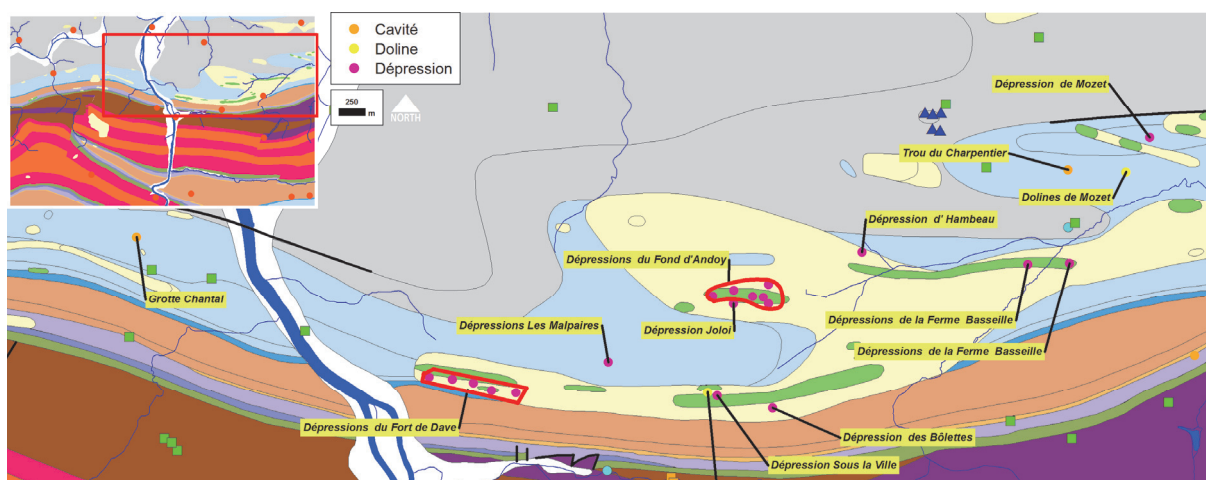 Cavité
Doline
Dépression
250
m
NORTH
Dépression de Mozet
Trou du Charpentier
Dolines de Mozet
Dépression d' Hambeau
Dépressions du Fond d'Andoy
Grotte Chantal
Dépressions Les Malpaires
Dépression Joloi
Dépressions de la Ferme Basseille
Dépressions de la Ferme Basseille
Dépressions du Fort de Dave
Dépression des Bôlettes
Dépression Sous la Ville